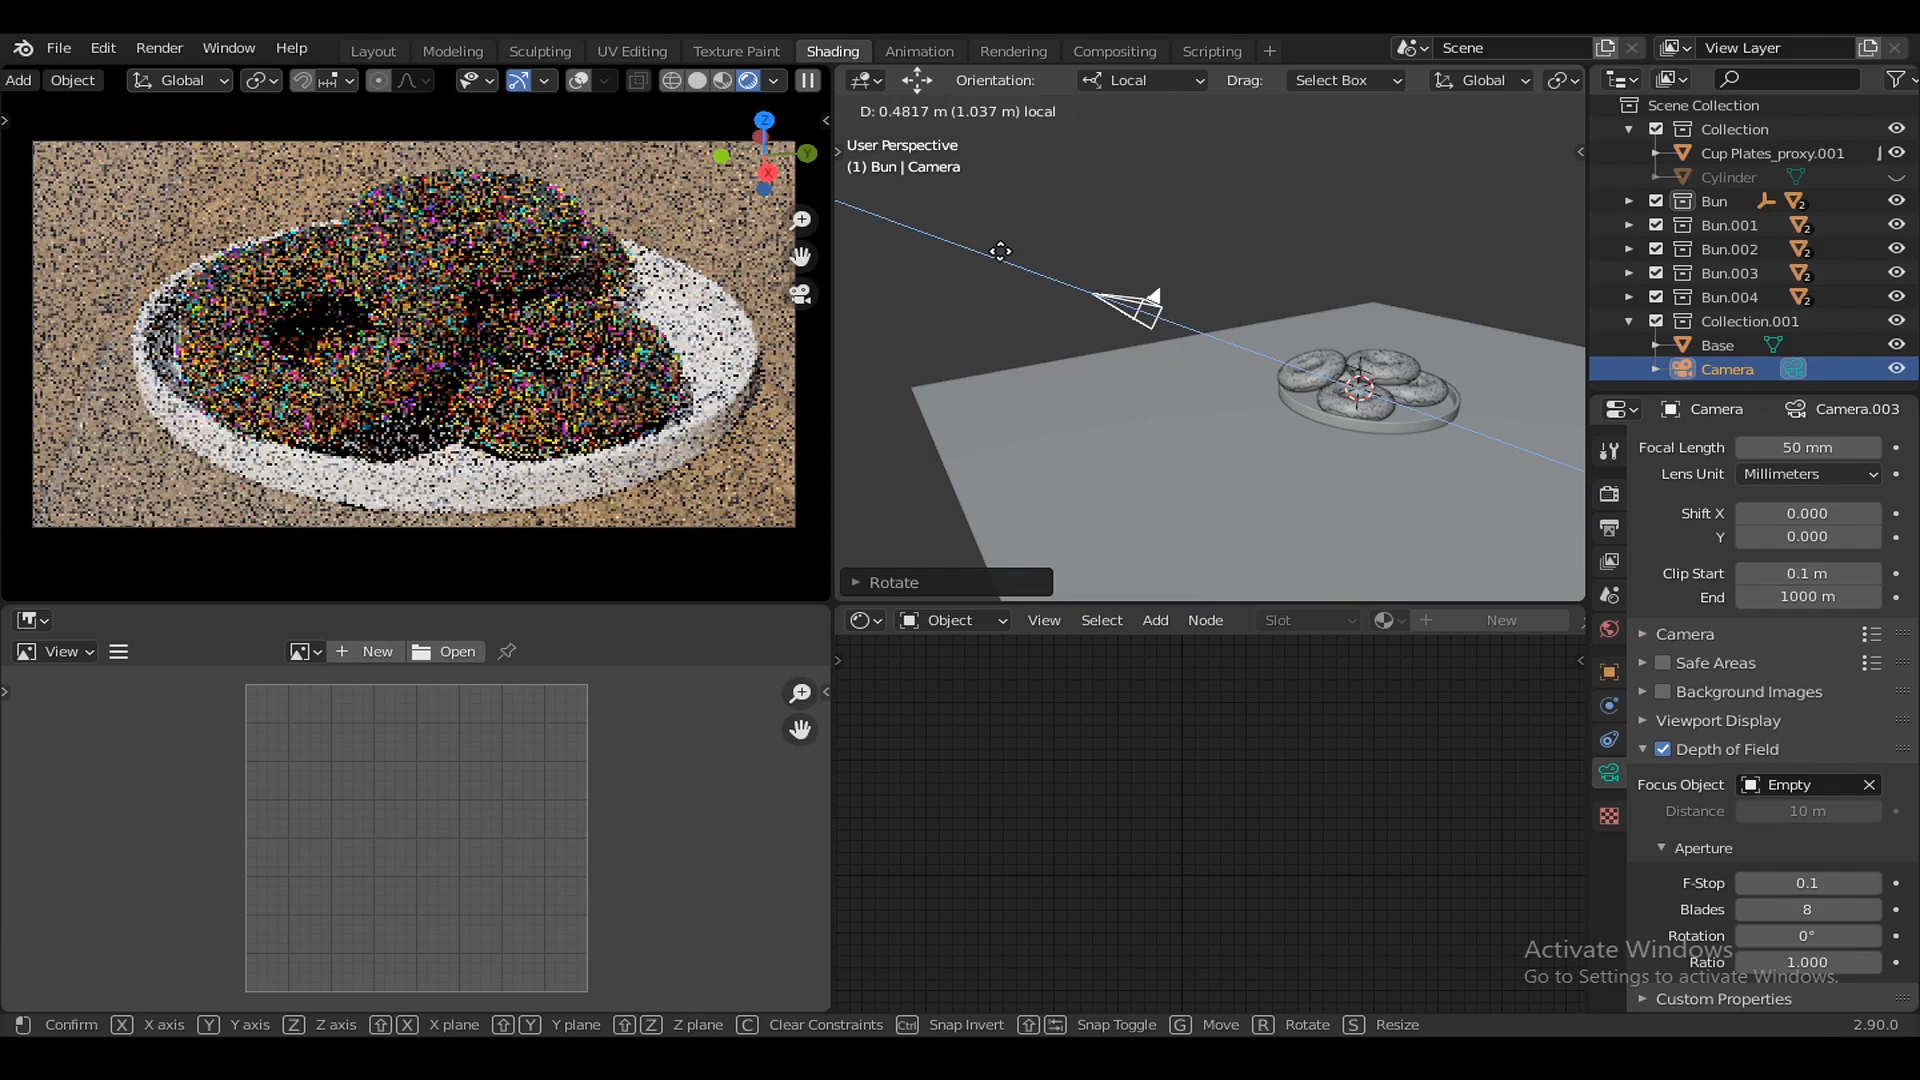 File Edit Render Window Help Layout Modeling Sculpting UV Editing Texture Paint Shading Animation Rendering Compositing Scripting + Scene View Layer
Add Object Global Orientation: Local Drag: Select Box Global
D: 0.4817 m (1.037 m) local
User Perspective
(1) Bun | Camera
Z
Y
X
Rotate
Scene Collection
Collection
Cup Plates_proxy.001
Cylinder
Bun 2
Bun.001 2
Bun.002 2
Bun.003 2
Bun.004 2
Collection.001
Base
Camera
Camera Camera.003
Focal Length 50 mm
Lens Unit Millimeters
Shift X 0.000
Y 0.000
Clip Start 0.1 m
End 1000 m
Camera
Safe Areas
Background Images
Viewport Display
Depth of Field
Focus Object Empty
Distance 10 m
Aperture
F-Stop 0.1
Blades 8
Rotation 0°
Ratio 1.000
Custom Properties
Activate Windows
Go to Settings to activate Windows.
View New Open
Object View Select Add Node Slot New
Confirm X X axis Y Y axis Z Z axis X X plane Y Y plane Z Z plane C Clear Constraints Ctrl Snap Invert Snap Toggle G Move R Rotate S Resize 2.90.0